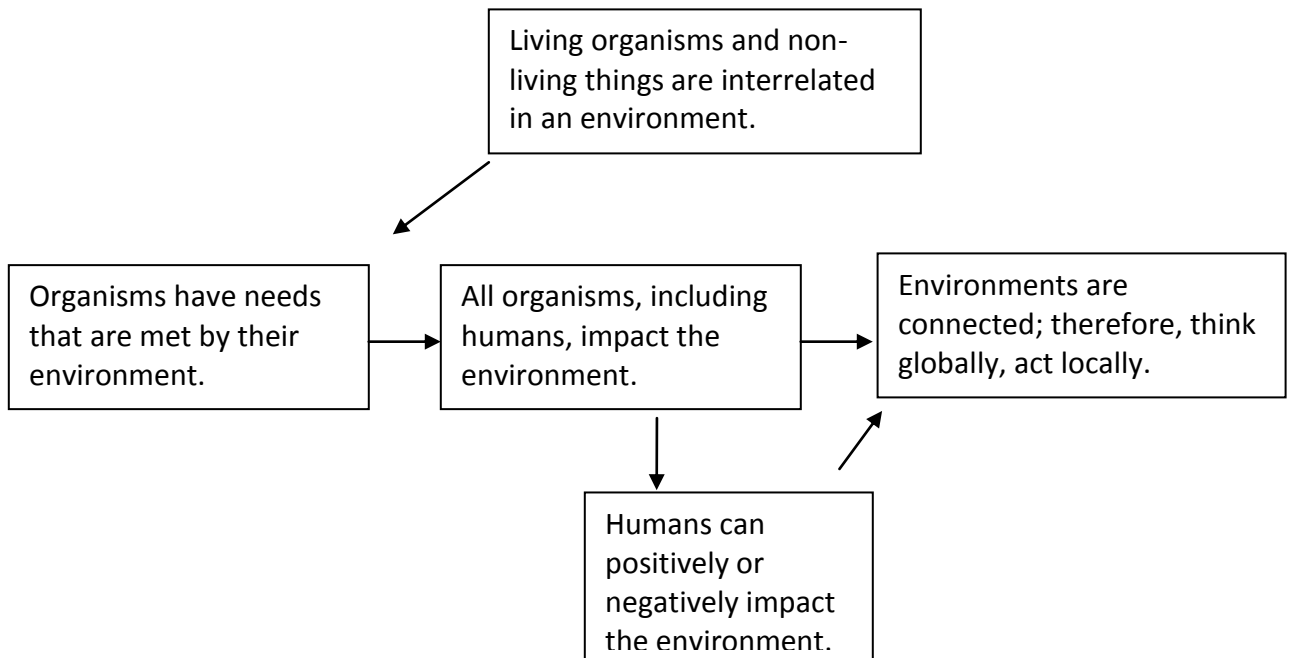 Living organisms and non-
living things are interrelated
in an environment.
Organisms have needs
that are met by their
environment.
All organisms, including
humans, impact the
environment.
Environments are
connected; therefore, think
globally, act locally.
Humans can
positively or
negatively impact
the environment.